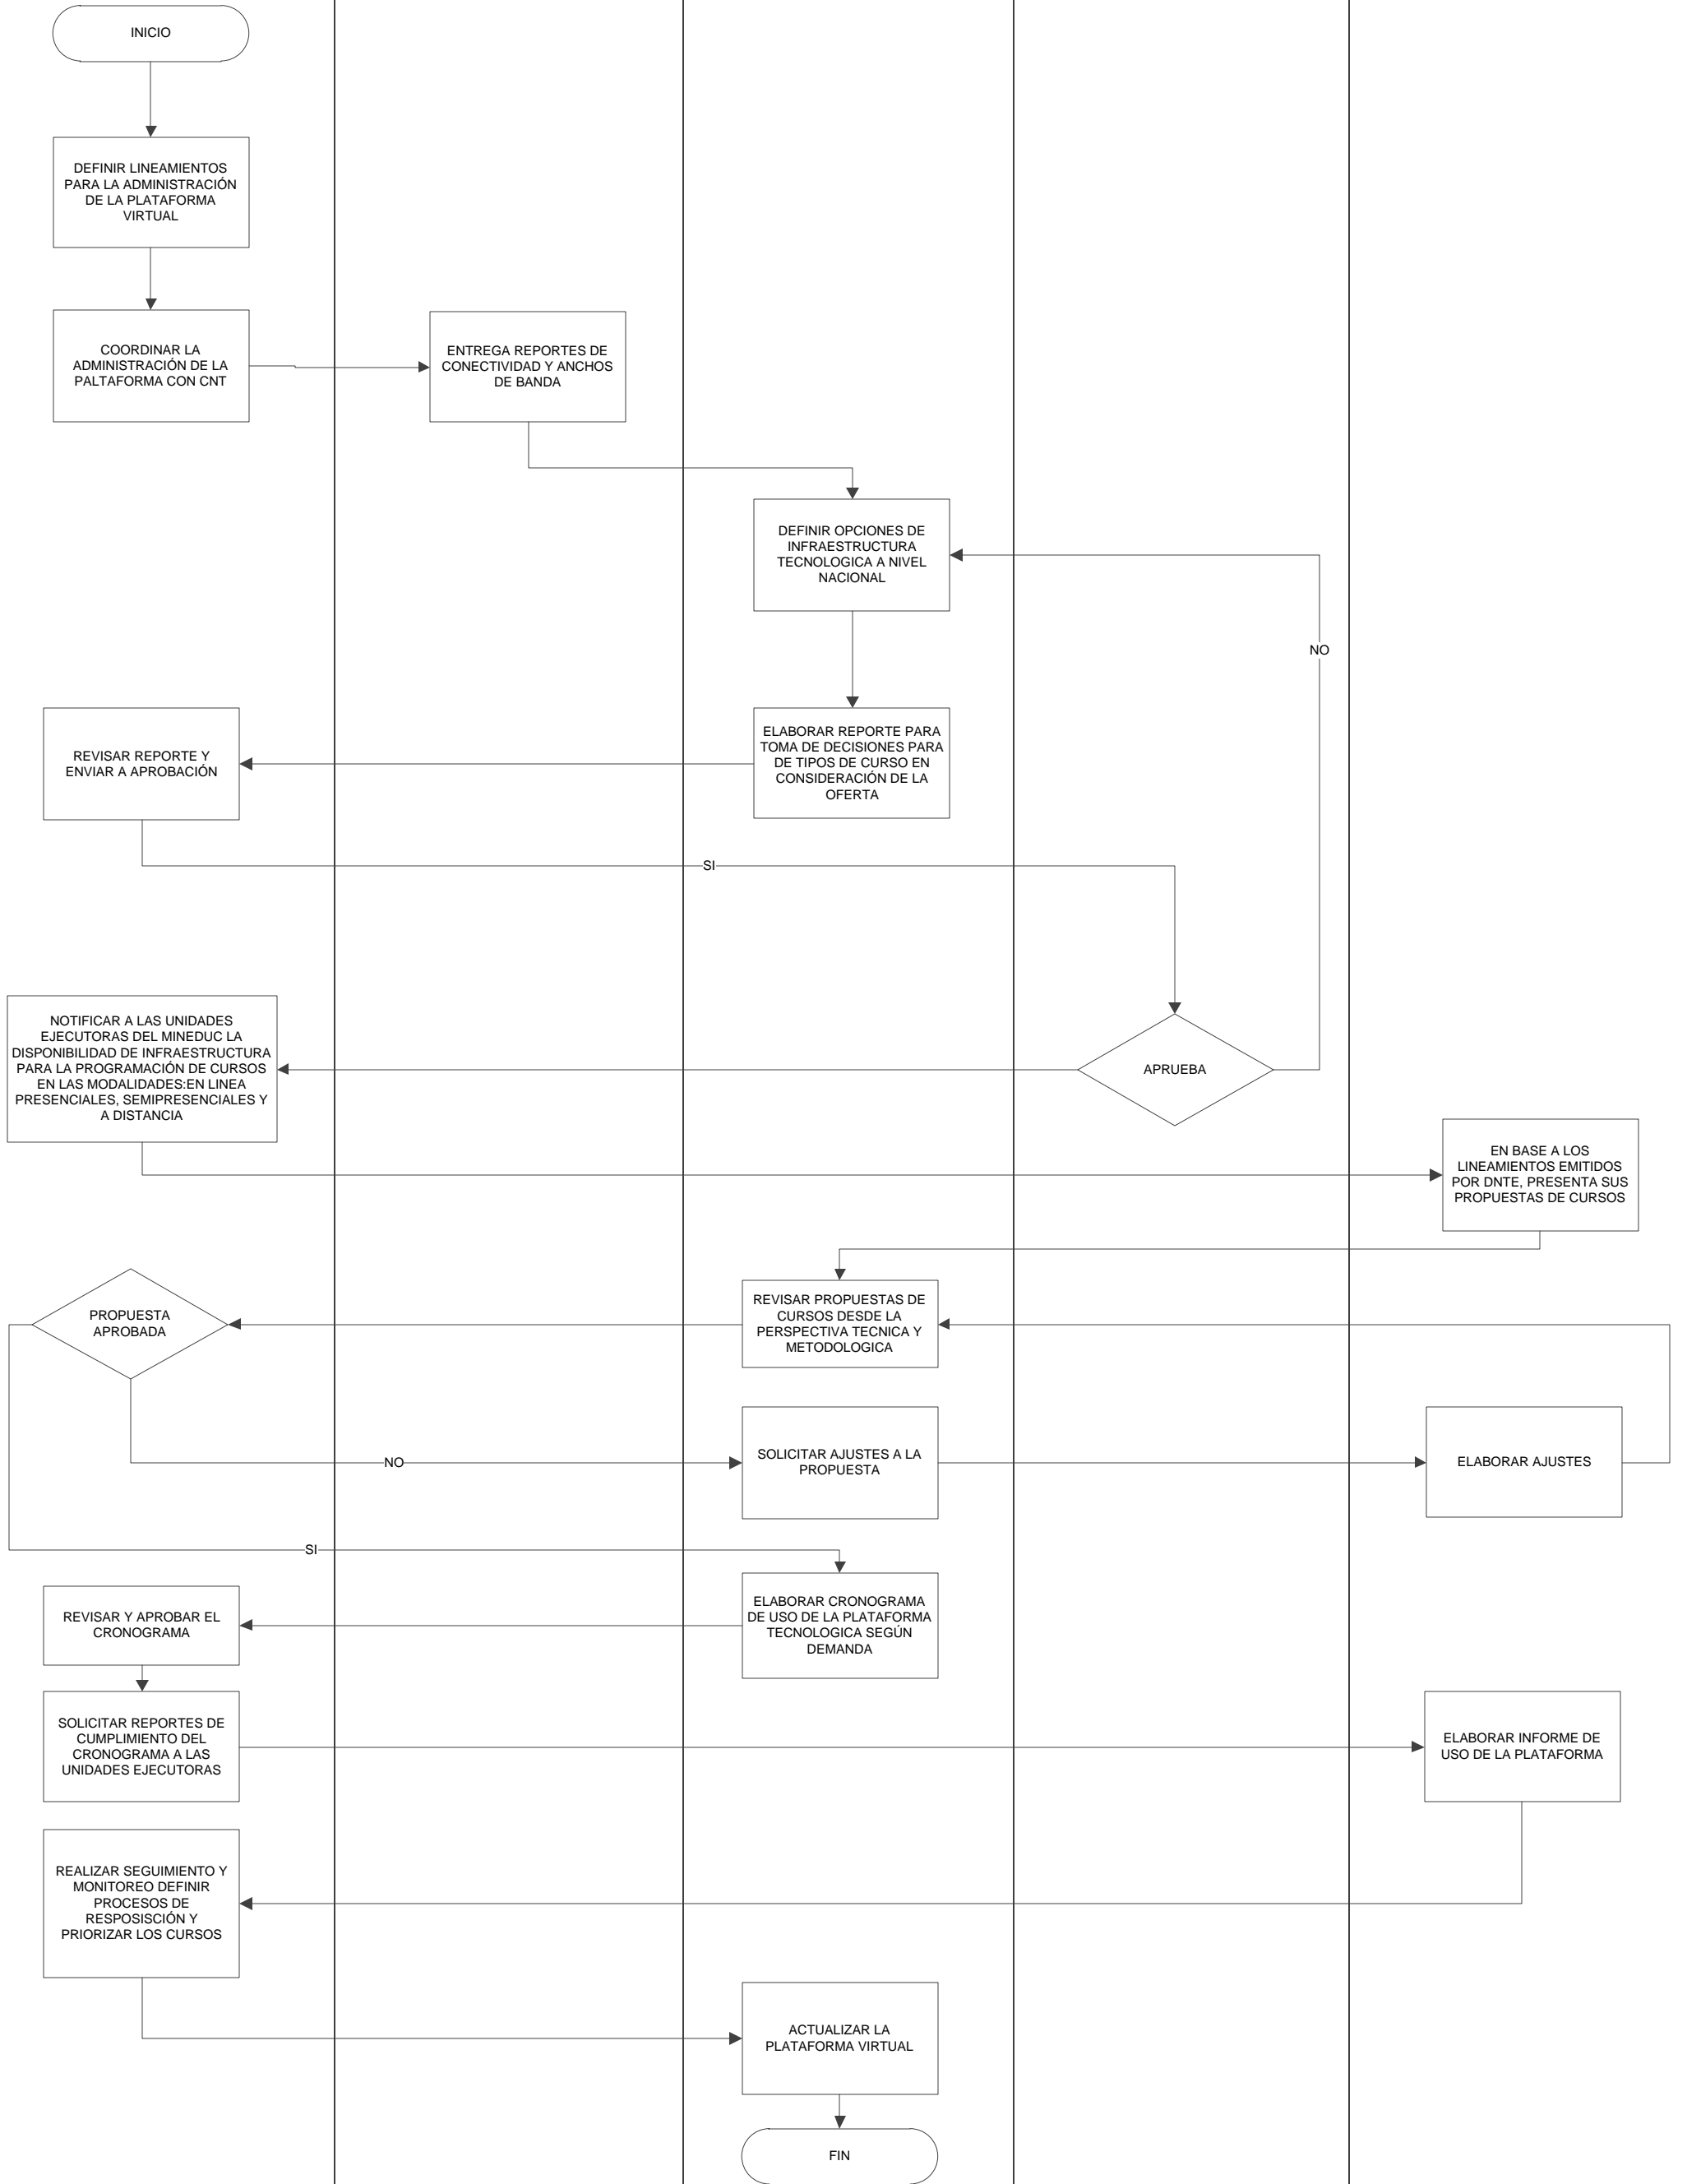 INICIO
DEFINIR LINEAMIENTOS
PARA LA ADMINISTRACIÓN
DE LA PLATAFORMA
VIRTUAL
COORDINAR LA
ADMINISTRACIÓN DE LA
PALTAFORMA CON CNT
ENTREGA REPORTES DE
CONECTIVIDAD Y ANCHOS
DE BANDA
DEFINIR OPCIONES DE
INFRAESTRUCTURA
TECNOLOGICA A NIVEL
NACIONAL
NO
ELABORAR REPORTE PARA
TOMA DE DECISIONES PARA
DE TIPOS DE CURSO EN
CONSIDERACIÓN DE LA
OFERTA
REVISAR REPORTE Y
ENVIAR A APROBACIÓN
SI
APRUEBA
NOTIFICAR A LAS UNIDADES
EJECUTORAS DEL MINEDUC LA
DISPONIBILIDAD DE INFRAESTRUCTURA
PARA LA PROGRAMACIÓN DE CURSOS
EN LAS MODALIDADES:EN LINEA
PRESENCIALES, SEMIPRESENCIALES Y
A DISTANCIA
EN BASE A LOS
LINEAMIENTOS EMITIDOS
POR DNTE, PRESENTA SUS
PROPUESTAS DE CURSOS
REVISAR PROPUESTAS DE
CURSOS DESDE LA
PERSPECTIVA TECNICA Y
METODOLOGICA
PROPUESTA
APROBADA
NO
SOLICITAR AJUSTES A LA
PROPUESTA
ELABORAR AJUSTES
SI
ELABORAR CRONOGRAMA
DE USO DE LA PLATAFORMA
TECNOLOGICA SEGÚN
DEMANDA
REVISAR Y APROBAR EL
CRONOGRAMA
SOLICITAR REPORTES DE
CUMPLIMIENTO DEL
CRONOGRAMA A LAS
UNIDADES EJECUTORAS
ELABORAR INFORME DE
USO DE LA PLATAFORMA
REALIZAR SEGUIMIENTO Y
MONITOREO DEFINIR
PROCESOS DE
RESPOSISCIÓN Y
PRIORIZAR LOS CURSOS
ACTUALIZAR LA
PLATAFORMA VIRTUAL
FIN